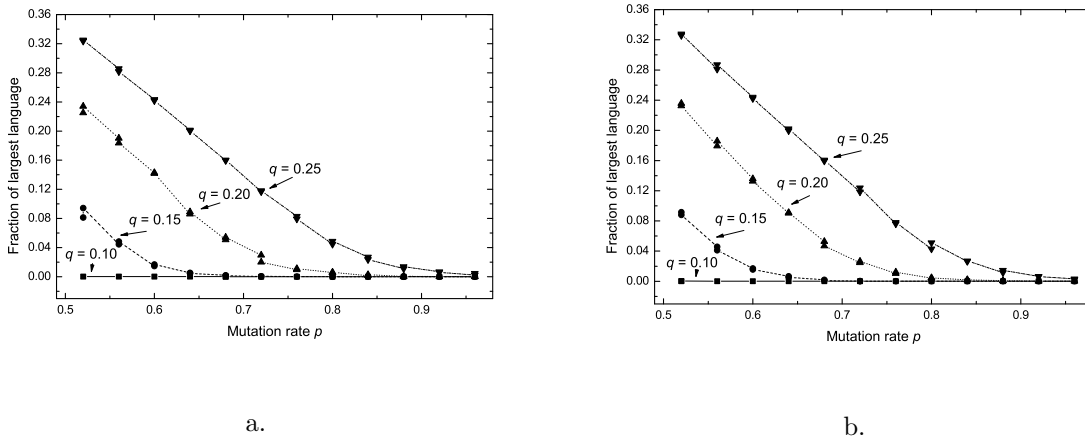 0.36
0.32
0.28
0.24
0.20
0.16
0.12
0.08
0.04
0.00
Fraction of largest language
q = 0.25
q = 0.20
q = 0.15
q = 0.10
0.5 0.6 0.7 0.8 0.9
Mutation rate p
a.
0.36
0.32
0.28
0.24
0.20
0.16
0.12
0.08
0.04
0.00
Fraction of largest language
q = 0.25
q = 0.20
q = 0.15
q = 0.10
0.5 0.6 0.7 0.8 0.9
Mutation rate p
b.